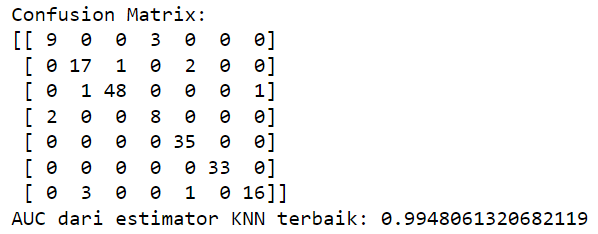 Confusion Matrix:
[[ 9  0  0  3  0  0  0]
 [ 0 17  1  0  2  0  0]
 [ 0  1 48  0  0  0  1]
 [ 2  0  0  8  0  0  0]
 [ 0  0  0  0 35  0  0]
 [ 0  0  0  0  0 33  0]
 [ 0  3  0  0  1  0 16]]
AUC dari estimator KNN terbaik: 0.9948061320682119